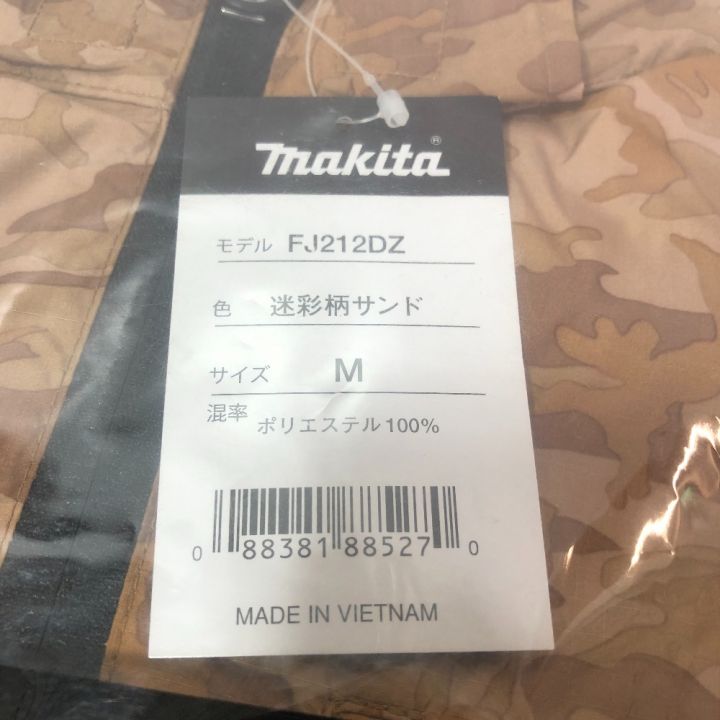 makita®
モデル FJ212DZ
色 迷彩柄サンド
サイズ M
混率 ポリエステル100%
0 88381 88527 0
MADE IN VIETNAM